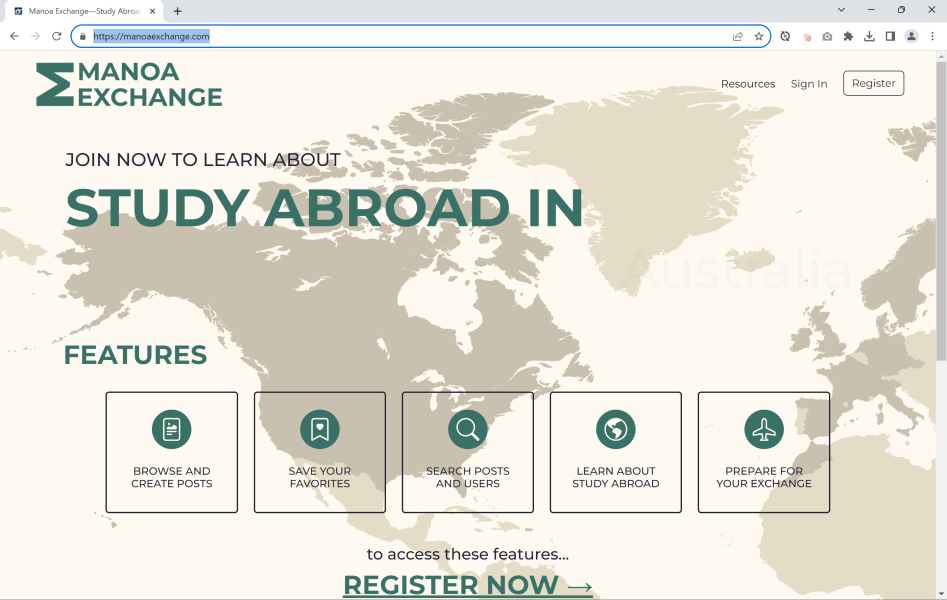 Manoa Exchange—Study Abroa
https://manoaexchange.com
MANOA
EXCHANGE
Resources
Sign In
Register
JOIN NOW TO LEARN ABOUT
STUDY ABROAD IN
Australia
FEATURES
BROWSE AND
CREATE POSTS
SAVE YOUR
FAVORITES
SEARCH POSTS
AND USERS
LEARN ABOUT
STUDY ABROAD
PREPARE FOR
YOUR EXCHANGE
to access these features...
REGISTER NOW →